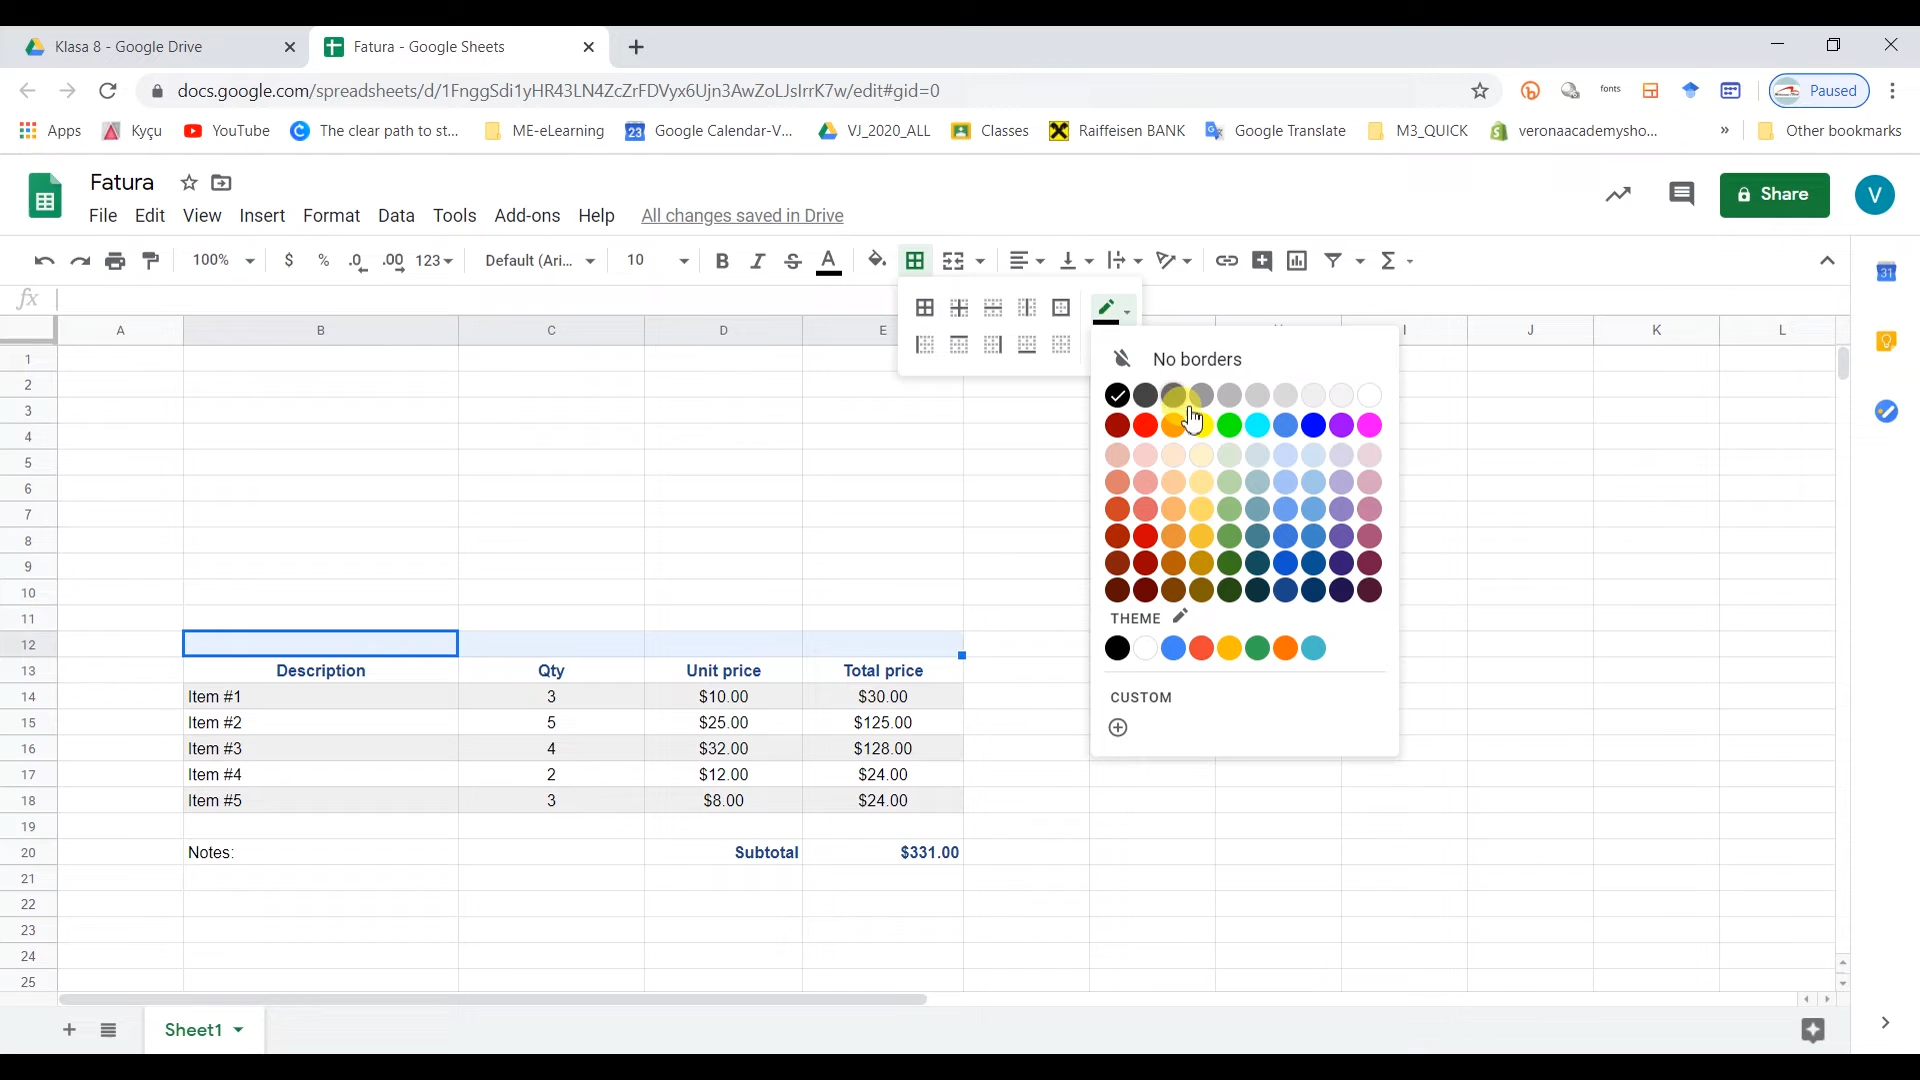 Klasa 8 - Google Drive
Fatura - Google Sheets
docs.google.com/spreadsheets/d/1FnggSdi1yHR43LN4ZcZrFDVyx6Ujn3AwZoLJsIrrK7w/edit#gid=0
fonts
Paused
Apps Kyçu YouTube The clear path to st... ME-eLearning 23 Google Calendar-V... VJ_2020_ALL Classes Raiffeisen BANK Google Translate M3_QUICK veronaacademysho... » Other bookmarks
Fatura
Share
V
File Edit View Insert Format Data Tools Add-ons Help All changes saved in Drive
100% $ % .0 .00 123 Default (Ari... 10 B I S A Σ
31
fx
A B C D E I J K L
No borders
1
2
3
4
5
6
7
8
9
10
11
THEME
12
13 Description Qty Unit price Total price
14 Item #1 3 $10.00 $30.00
CUSTOM
15 Item #2 5 $25.00 $125.00
16 Item #3 4 $32.00 $128.00
17 Item #4 2 $12.00 $24.00
18 Item #5 3 $8.00 $24.00
19
20 Notes: Subtotal $331.00
21
22
23
24
25
Sheet1